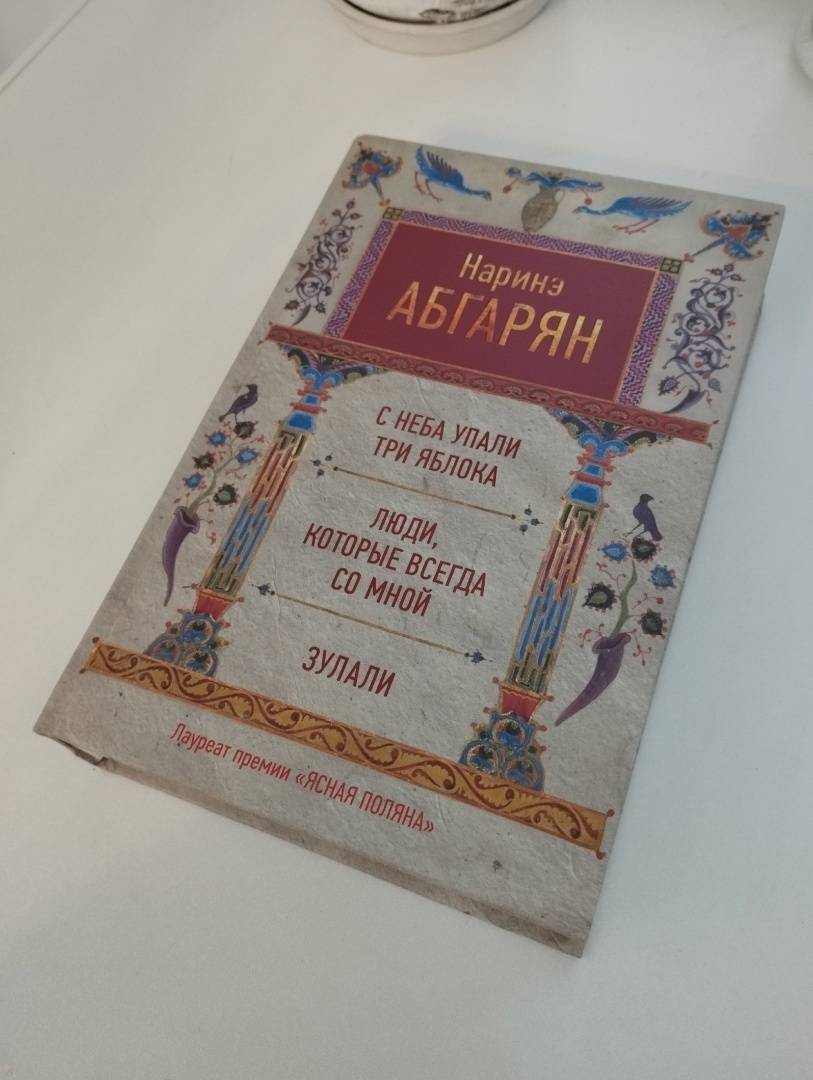 Наринэ
АБГАРЯН
С НЕБА УПАЛИ
ТРИ ЯБЛОКА
ЛЮДИ,
КОТОРЫЕ ВСЕГДА
СО МНОЙ
ЗУЛАЛИ
Лауреат премии «ЯСНАЯ ПОЛЯНА»